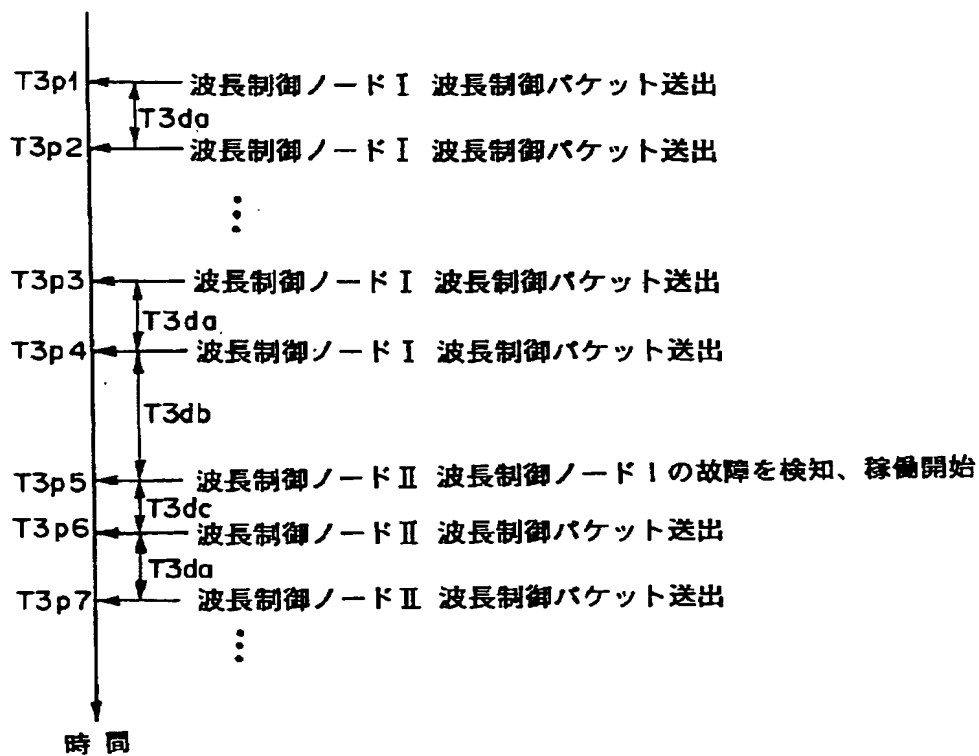 T3p1 波長制御ノードⅠ 波長制御パケット送出
T3da
T3p2 波長制御ノードⅠ 波長制御パケット送出
T3p3 波長制御ノードⅠ 波長制御パケット送出
T3da
T3p4 波長制御ノードⅠ 波長制御パケット送出
T3db
T3p5 波長制御ノードⅡ 波長制御ノードⅠの故障を検知、稼働開始
T3dc
T3p6 波長制御ノードⅡ 波長制御パケット送出
T3da
T3p7 波長制御ノードⅡ 波長制御パケット送出
時間